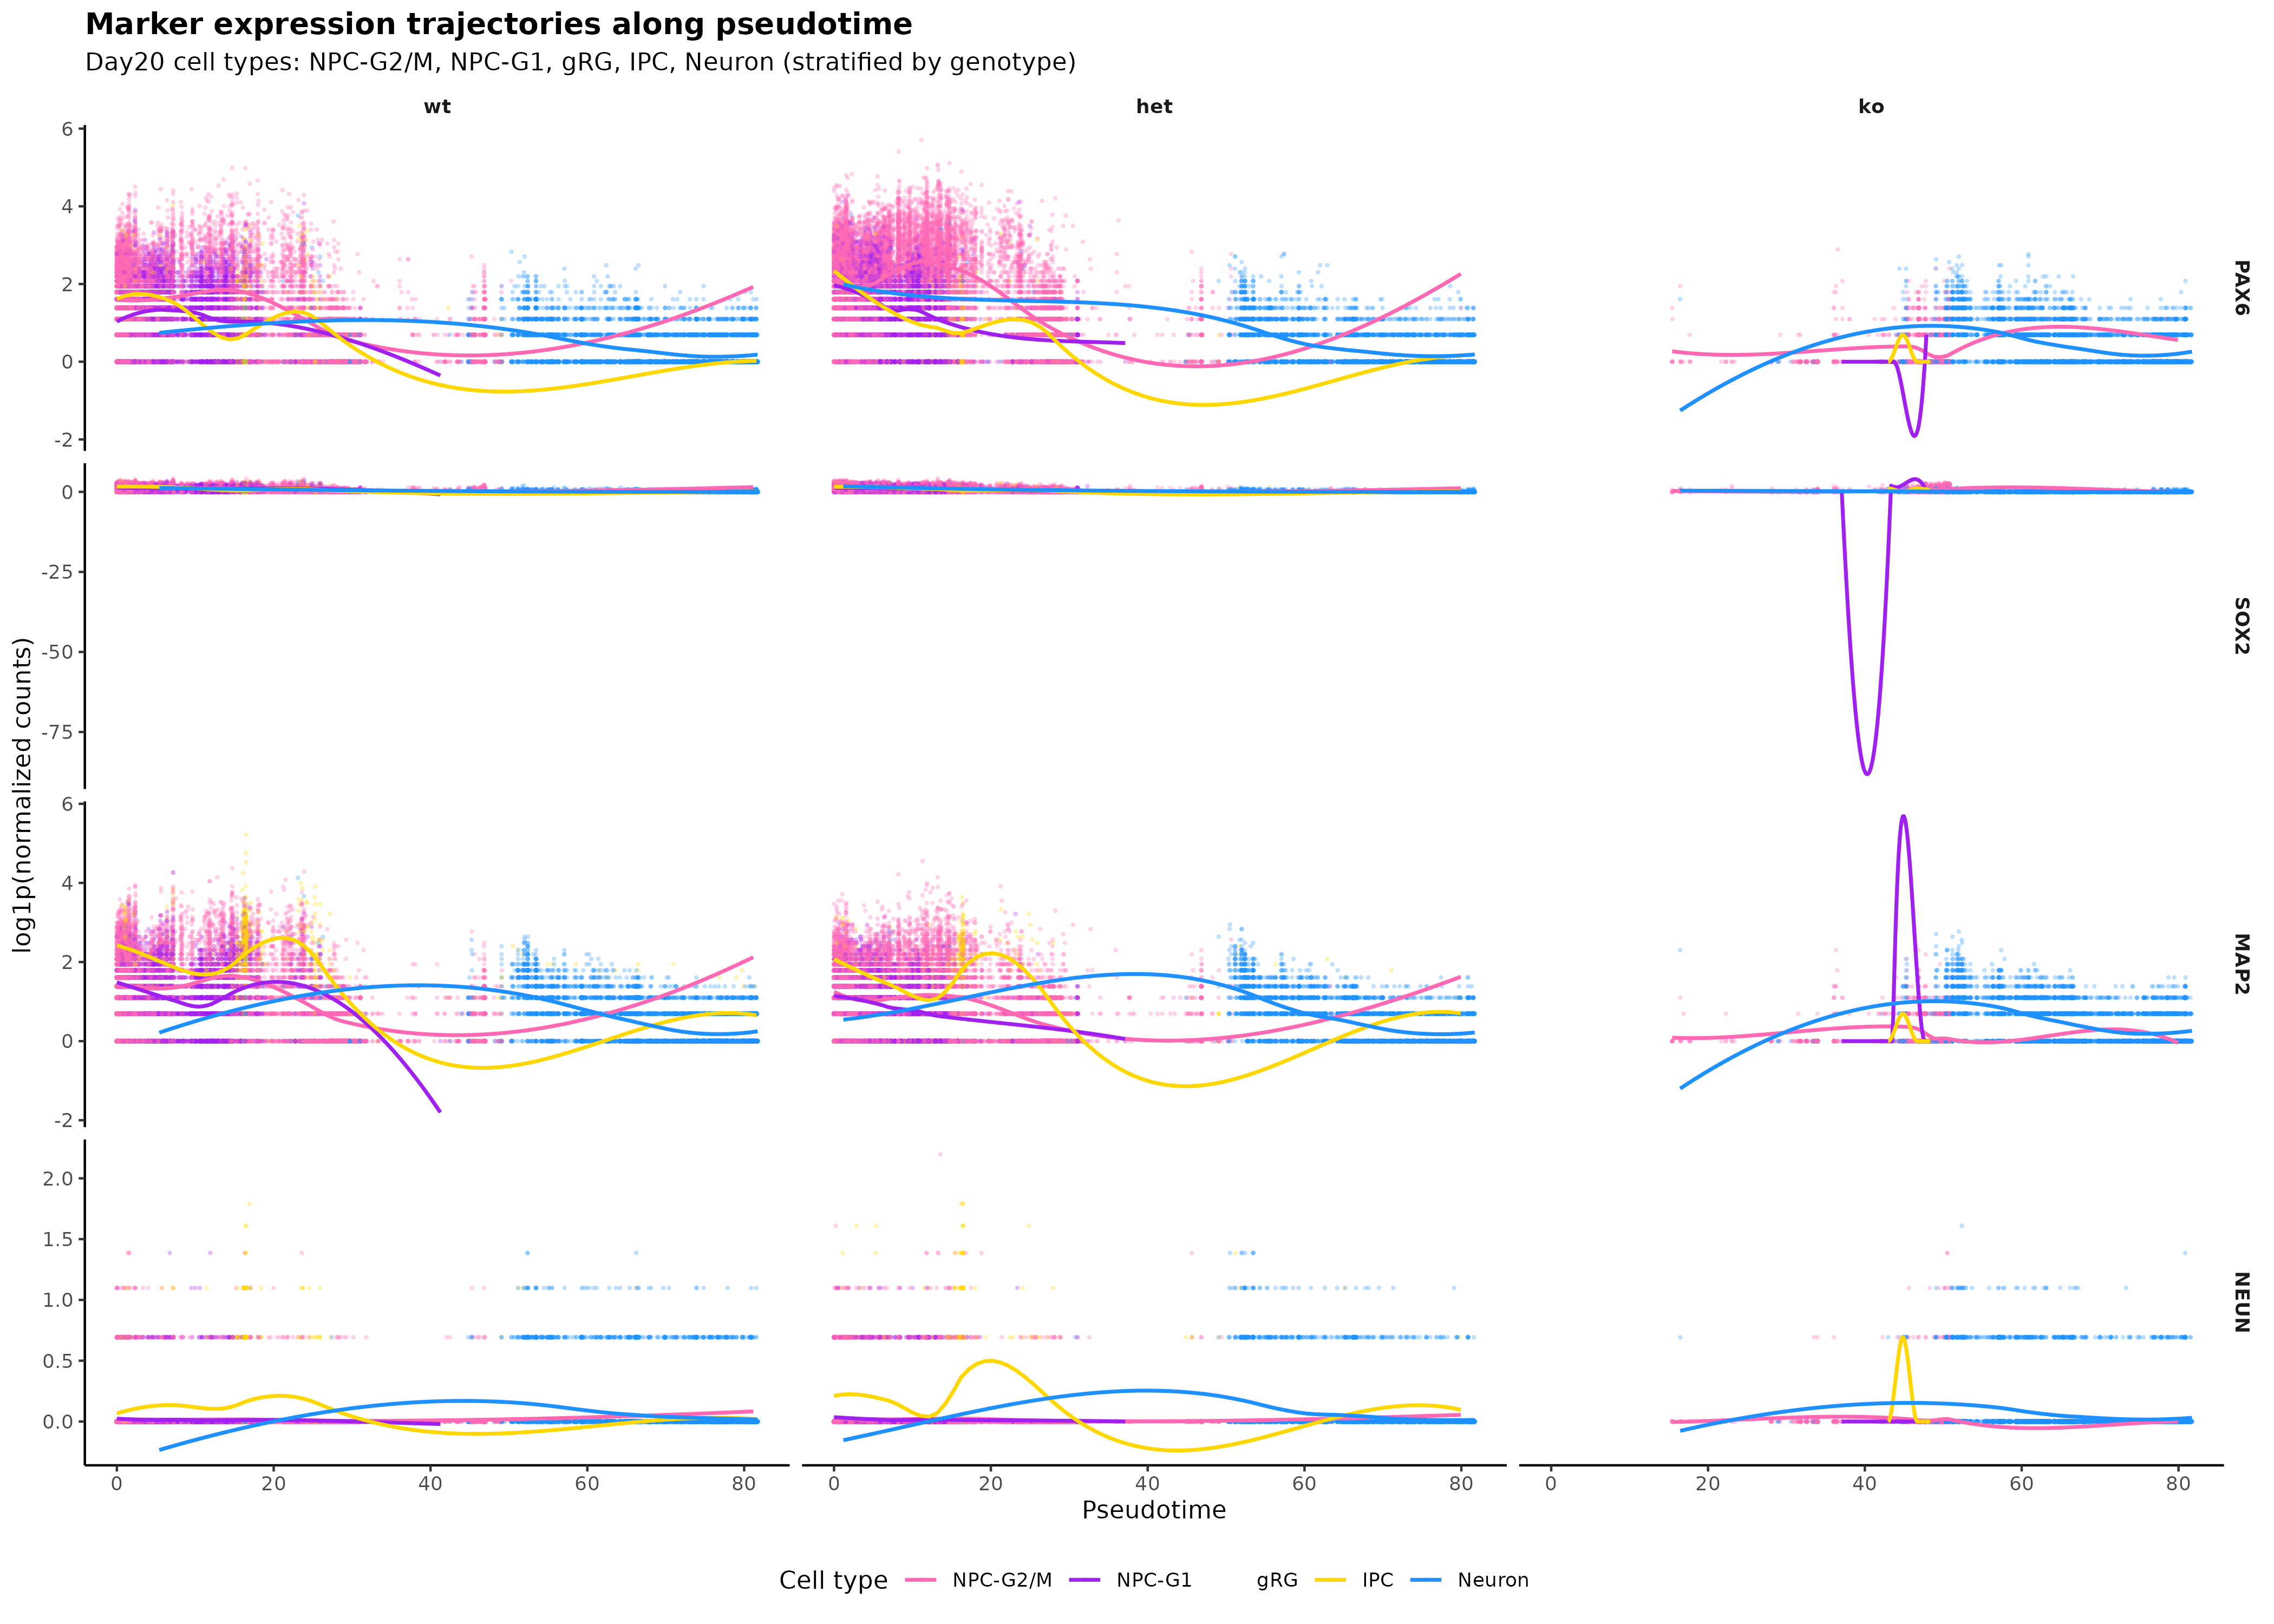 Marker expression trajectories along pseudotime
Day20 cell types: NPC-G2/M, NPC-G1, gRG, IPC, Neuron (stratified by genotype)
wt het ko
6
4
2
0
-2
PAX6
0
-25
-50
-75
SOX2
6
4
2
0
-2
MAP2
2.0
1.5
1.0
0.5
0.0
NEUN
log1p(normalized counts)
0 20 40 60 80 0 20 40 60 80 0 20 40 60 80
Pseudotime
Cell type NPC-G2/M NPC-G1 gRG IPC Neuron